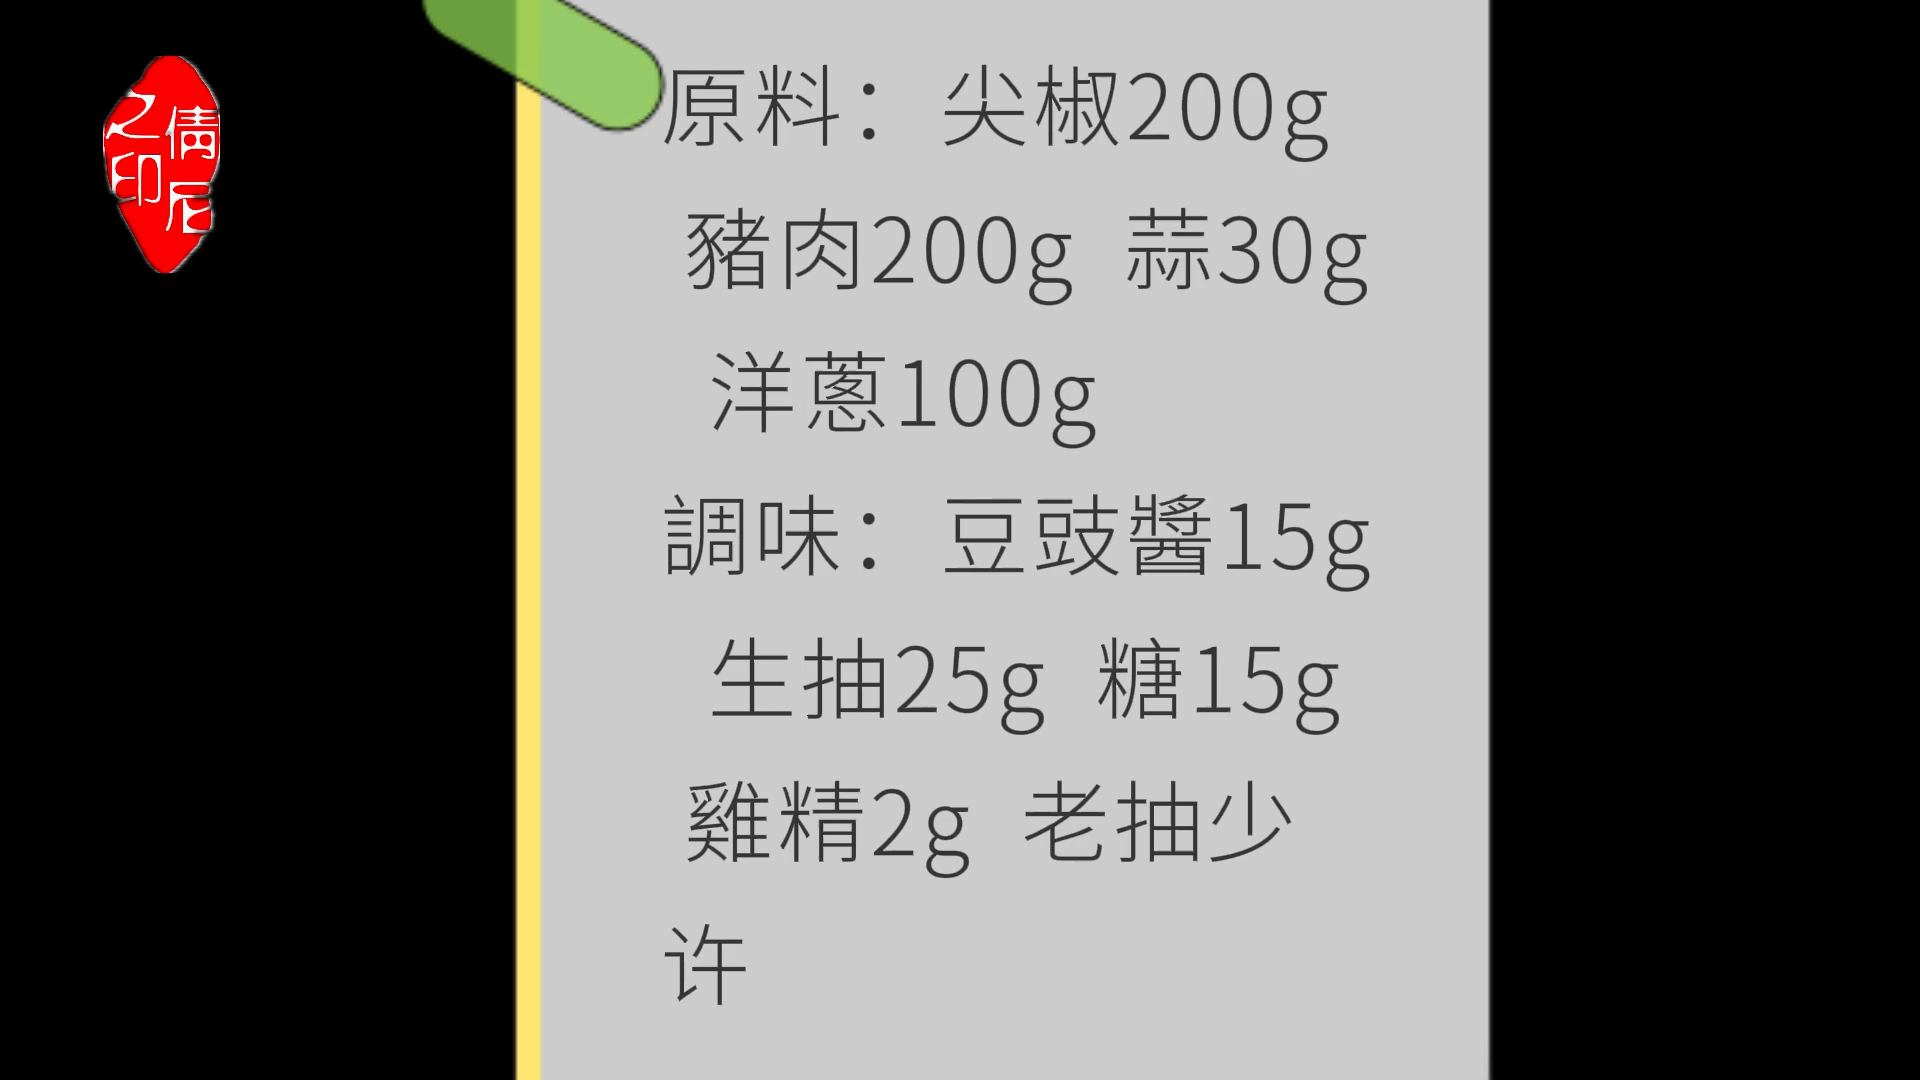 倩尼
之印
原料：尖椒200g
豬肉200g 蒜30g
洋蔥100g
調味：豆豉醬15g
生抽25g 糖15g
雞精2g 老抽少
许